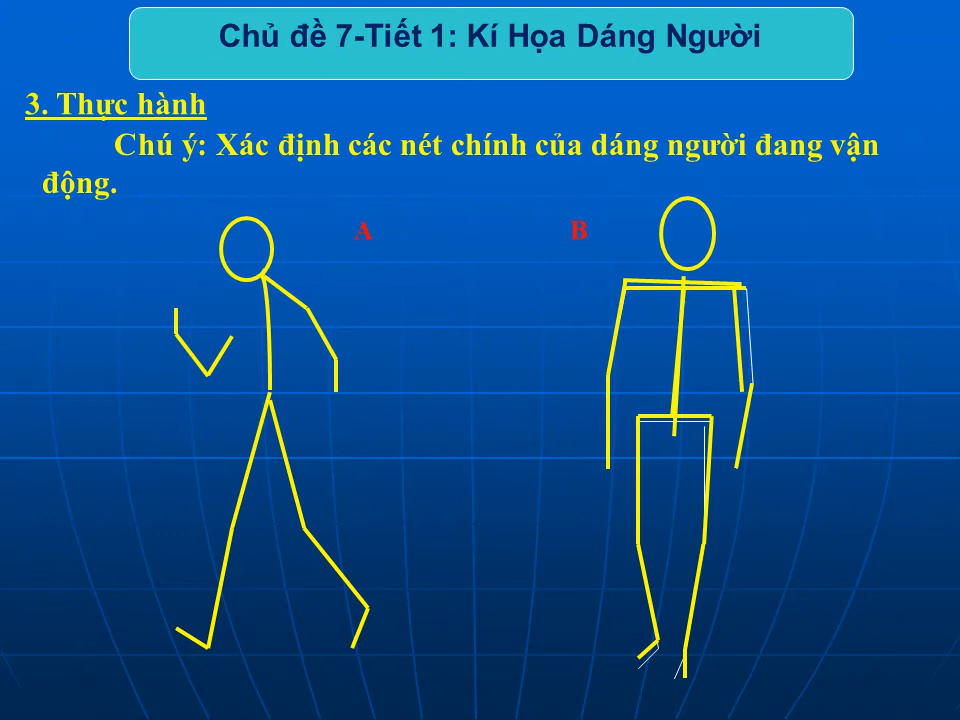 Chủ đề 7-Tiết 1: Kí Họa Dáng Người
3. Thực hành
Chú ý: Xác định các nét chính của dáng người đang vận
động.
A B